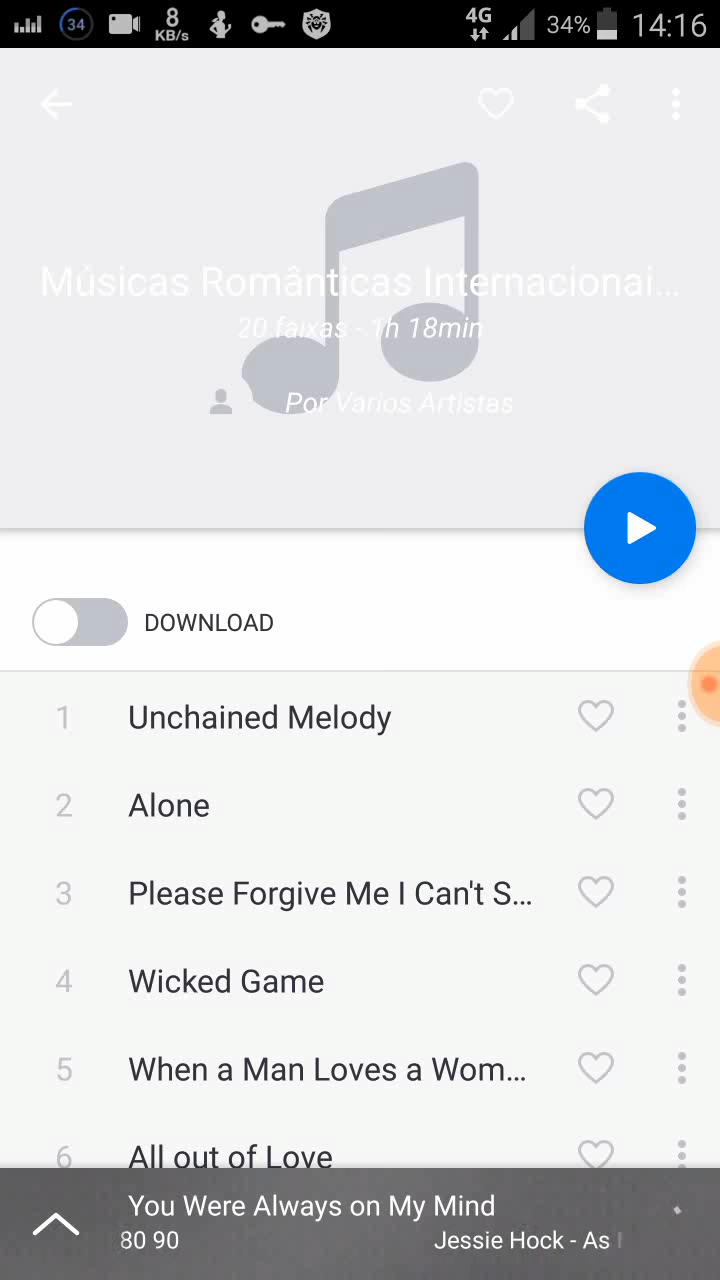 34
8
KB/s
4G
34%
14:16
Músicas Românticas Internacionai...
20 faixas - 1h 18min
Por Varios Artistas
DOWNLOAD
1 Unchained Melody
2 Alone
3 Please Forgive Me I Can't S...
4 Wicked Game
5 When a Man Loves a Wom...
6 All out of Love
You Were Always on My Mind
80 90 Jessie Hock - As